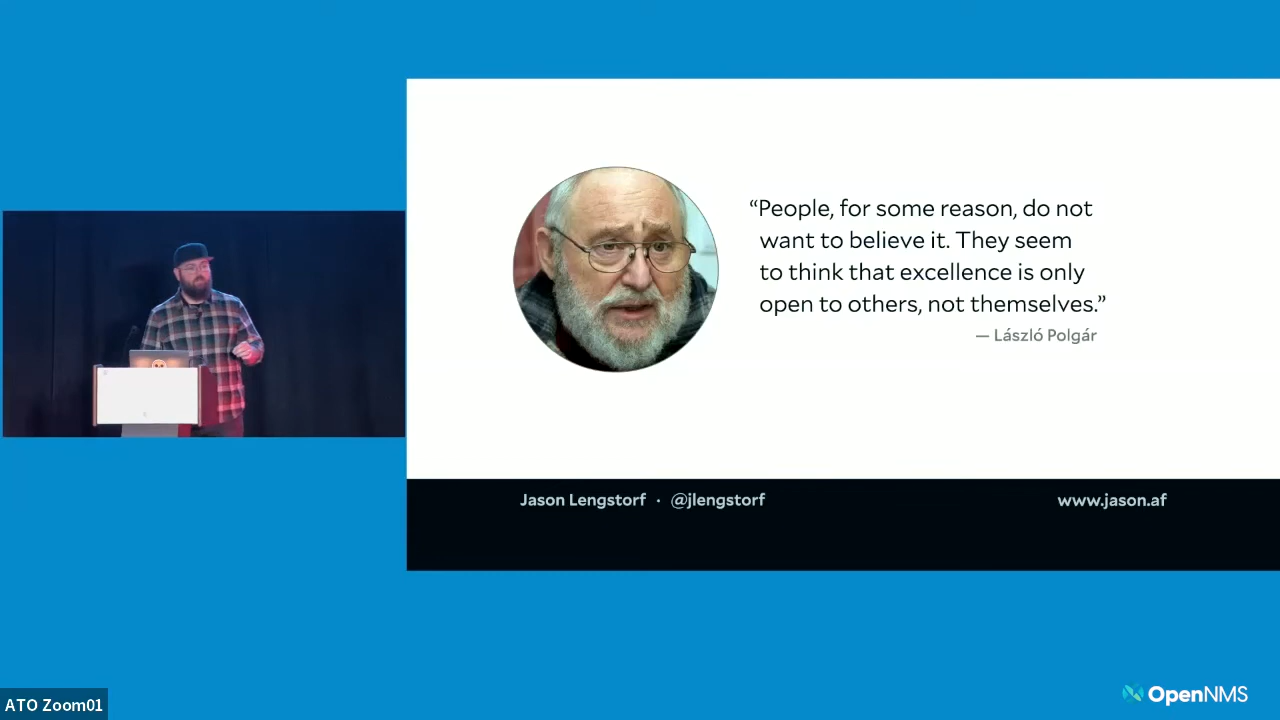 “People, for some reason, do not
want to believe it. They seem
to think that excellence is only
open to others, not themselves.”
— László Polgár
Jason Lengstorf · @jlengstorf
www.jason.af
ATO Zoom01
OpenNMS